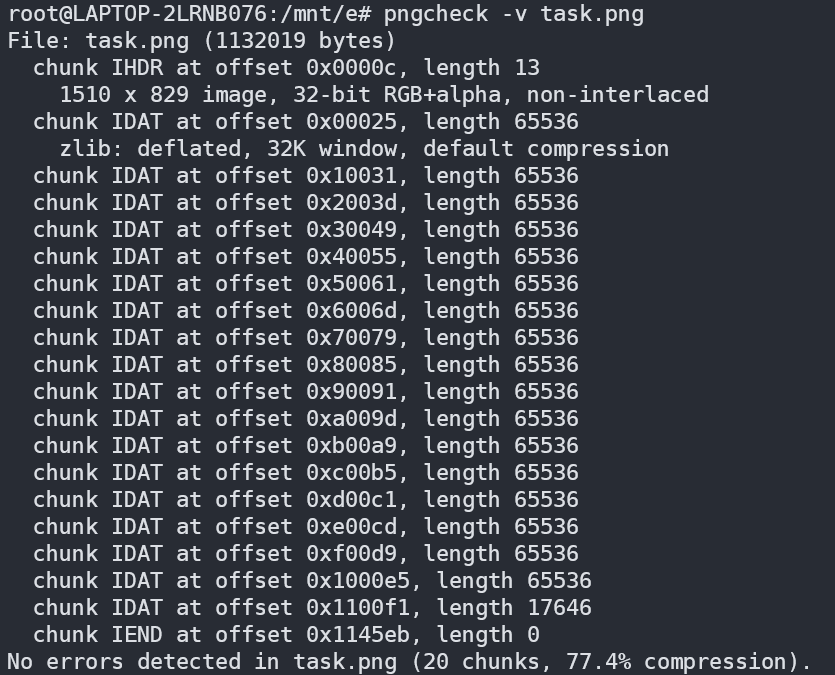 root@LAPTOP-2LRNB076:/mnt/e# pngcheck -v task.png
File: task.png (1132019 bytes)
  chunk IHDR at offset 0x0000c, length 13
    1510 x 829 image, 32-bit RGB+alpha, non-interlaced
  chunk IDAT at offset 0x00025, length 65536
    zlib: deflated, 32K window, default compression
  chunk IDAT at offset 0x10031, length 65536
  chunk IDAT at offset 0x2003d, length 65536
  chunk IDAT at offset 0x30049, length 65536
  chunk IDAT at offset 0x40055, length 65536
  chunk IDAT at offset 0x50061, length 65536
  chunk IDAT at offset 0x6006d, length 65536
  chunk IDAT at offset 0x70079, length 65536
  chunk IDAT at offset 0x80085, length 65536
  chunk IDAT at offset 0x90091, length 65536
  chunk IDAT at offset 0xa009d, length 65536
  chunk IDAT at offset 0xb00a9, length 65536
  chunk IDAT at offset 0xc00b5, length 65536
  chunk IDAT at offset 0xd00c1, length 65536
  chunk IDAT at offset 0xe00cd, length 65536
  chunk IDAT at offset 0xf00d9, length 65536
  chunk IDAT at offset 0x1000e5, length 65536
  chunk IDAT at offset 0x1100f1, length 17646
  chunk IEND at offset 0x1145eb, length 0
No errors detected in task.png (20 chunks, 77.4% compression).